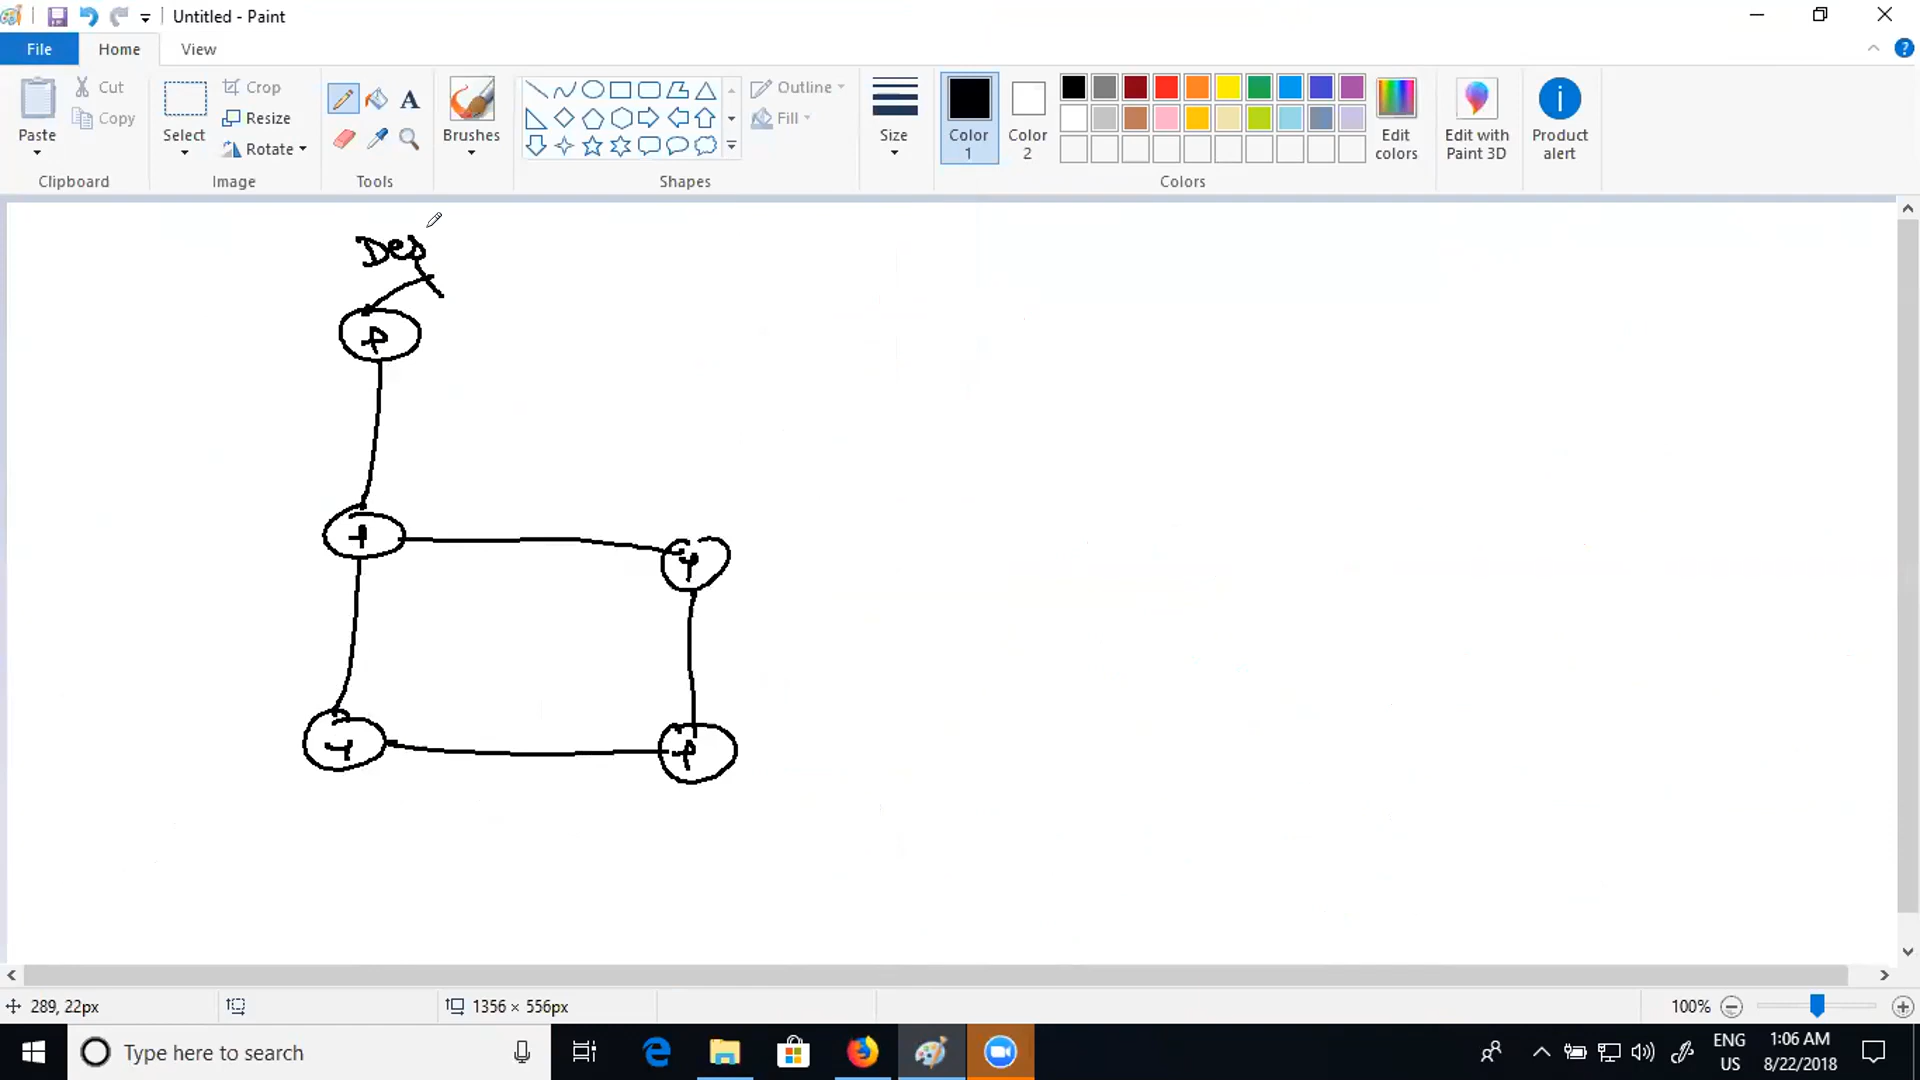 Untitled - Paint
File Home View
Paste
Cut
Copy
Clipboard
Select
Crop
Resize
Rotate
Image
Tools
Brushes
Shapes
Outline
Fill
Size
Color 1
Color 2
Edit colors
Edit with Paint 3D
Product alert
Colors
289, 22px
1356 × 556px
100%
Type here to search
ENG
US
1:06 AM
8/22/2018